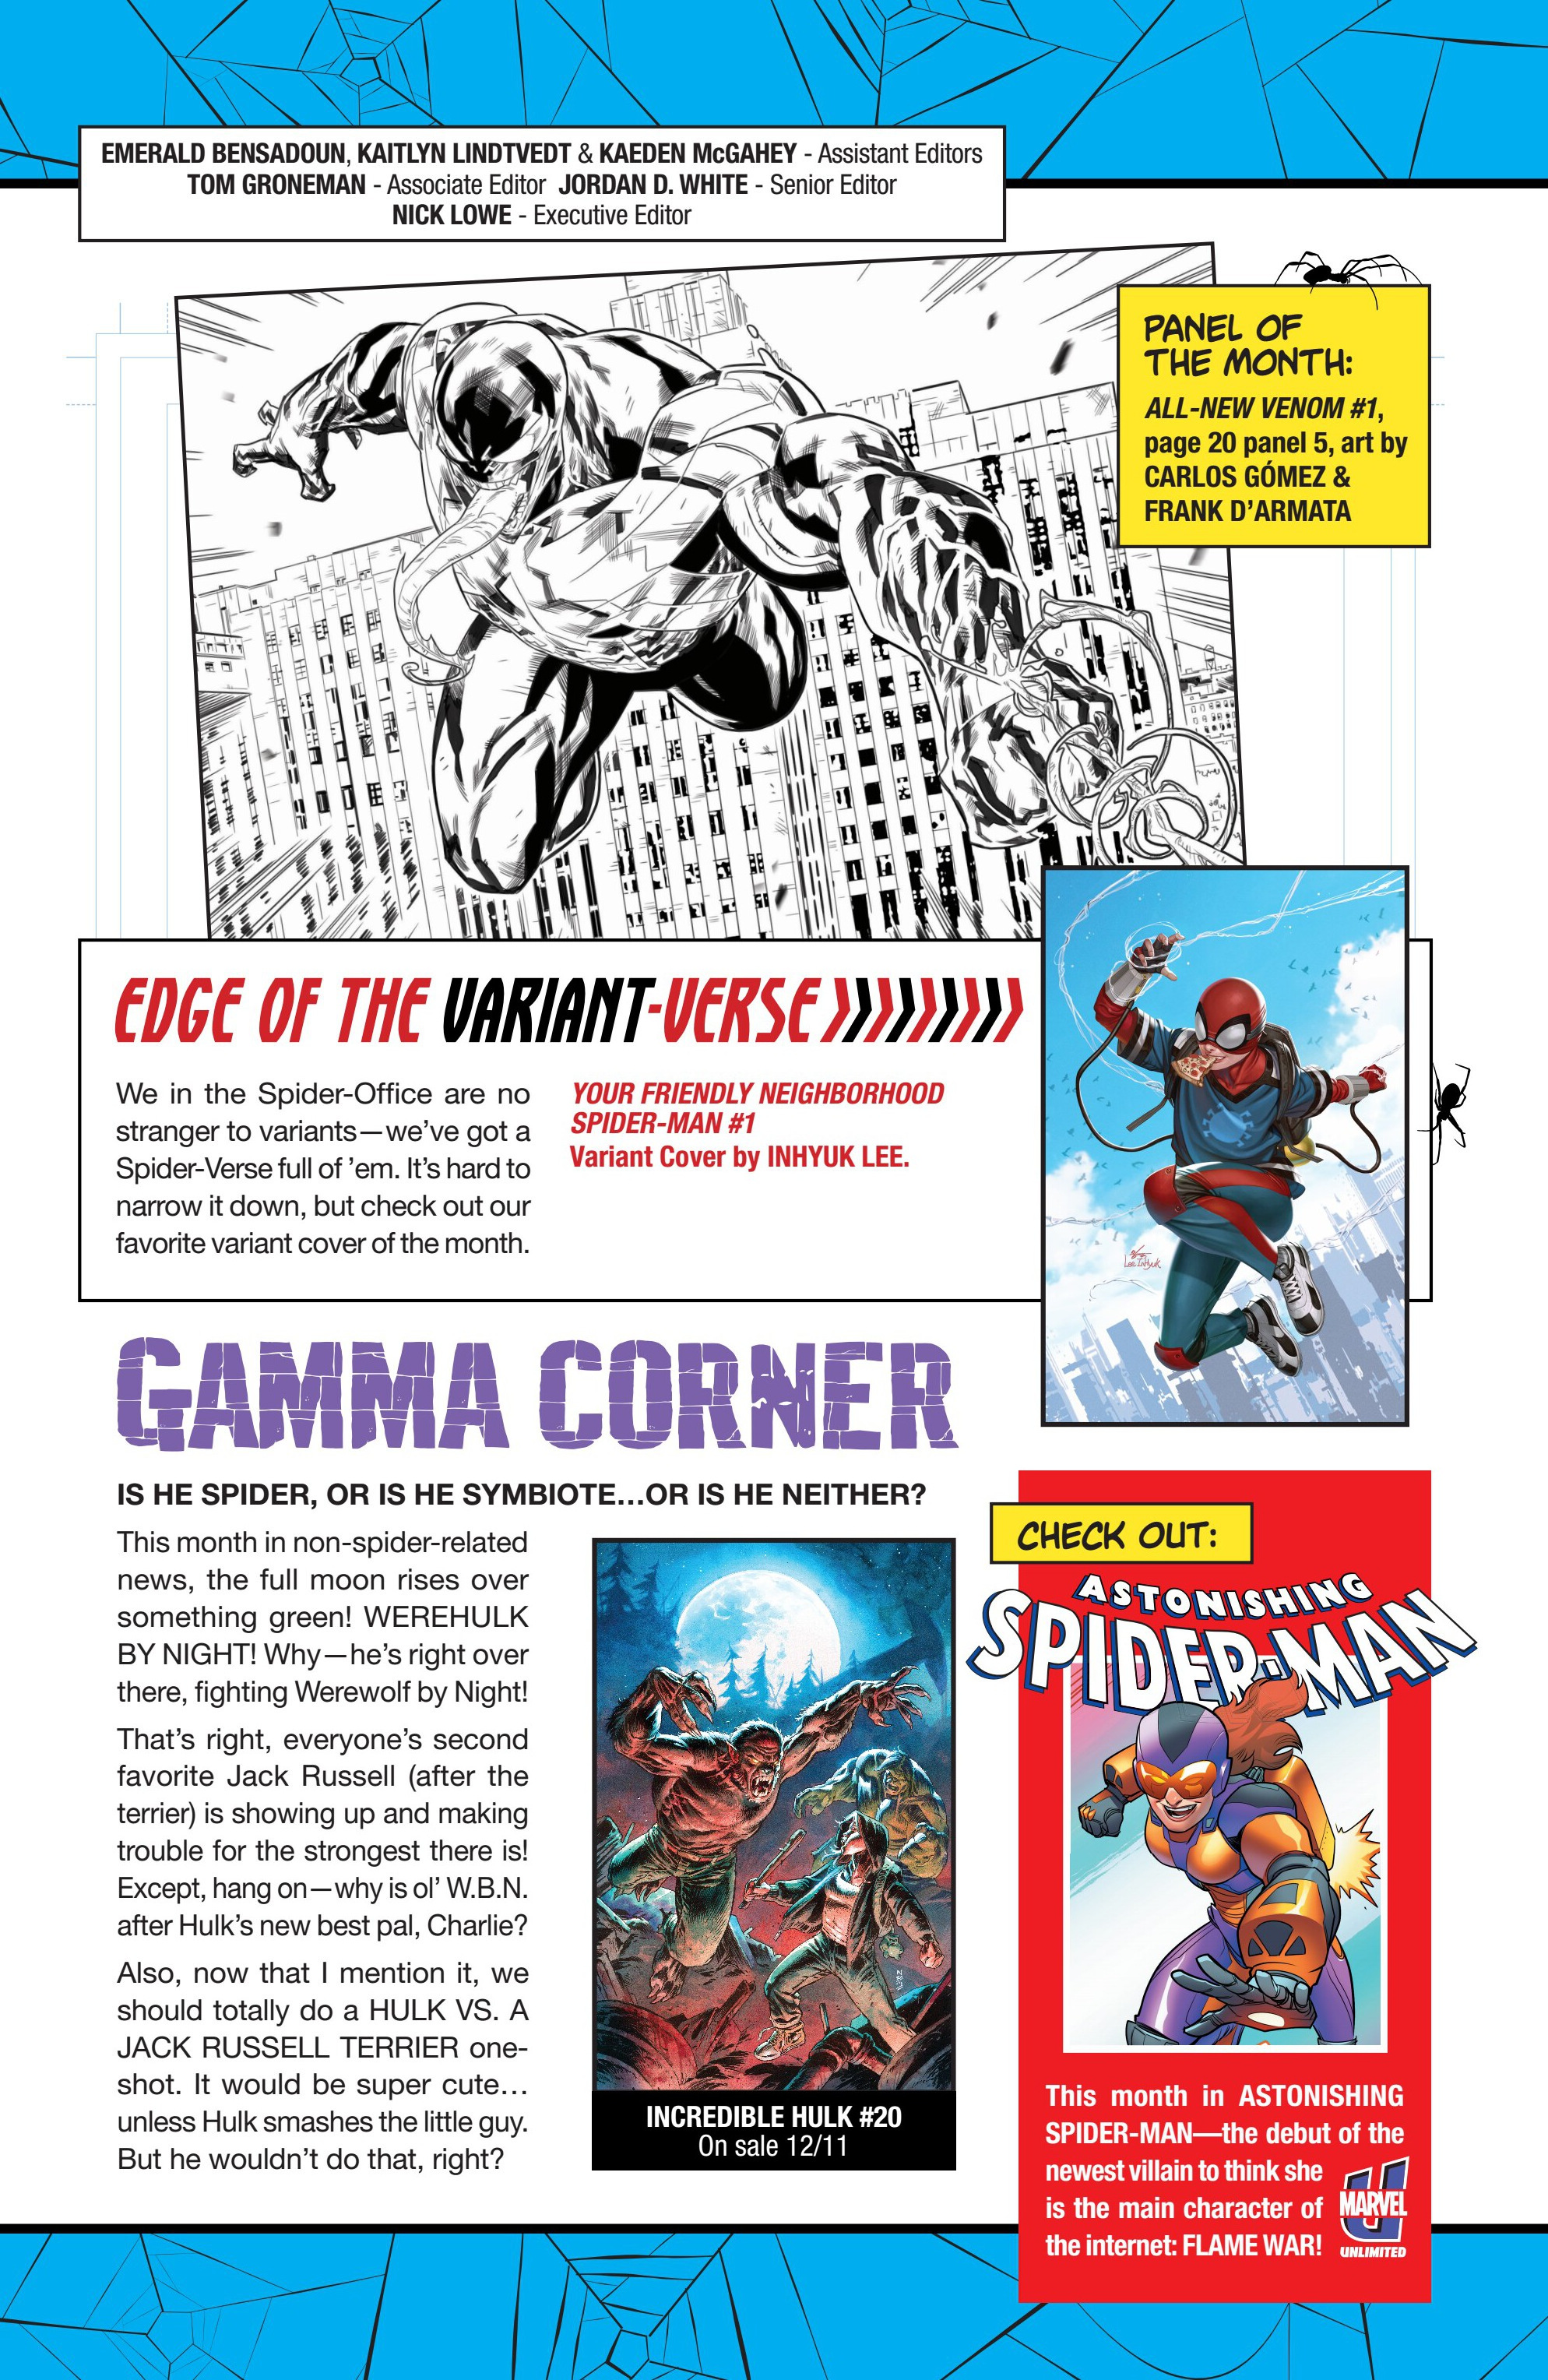 EMERALD BENSADOUN, KAITLYN LINDTVEDT & KAEDEN McGAHEY - Assistant Editors
TOM GRONEMAN - Associate Editor JORDAN D. WHITE - Senior Editor
NICK LOWE - Executive Editor
PANEL OF
THE MONTH:
ALL-NEW VENOM #1,
page 20 panel 5, art by
CARLOS GÓMEZ &
FRANK D’ARMATA
EDGE OF THE VARIANT-VERSE
We in the Spider-Office are no
stranger to variants—we’ve got a
Spider-Verse full of ’em. It’s hard to
narrow it down, but check out our
favorite variant cover of the month.
YOUR FRIENDLY NEIGHBORHOOD
SPIDER-MAN #1
Variant Cover by INHYUK LEE.
Lee InHyuk
GAMMA CORNER
IS HE SPIDER, OR IS HE SYMBIOTE…OR IS HE NEITHER?
This month in non-spider-related
news, the full moon rises over
something green! WEREHULK
BY NIGHT! Why—he’s right over
there, fighting Werewolf by Night!
That’s right, everyone’s second
favorite Jack Russell (after the
terrier) is showing up and making
trouble for the strongest there is!
Except, hang on—why is ol’ W.B.N.
after Hulk’s new best pal, Charlie?
Also, now that I mention it, we
should totally do a HULK VS. A
JACK RUSSELL TERRIER one-
shot. It would be super cute…
unless Hulk smashes the little guy.
But he wouldn’t do that, right?
INCREDIBLE HULK #20
On sale 12/11
CHECK OUT:
ASTONISHING
SPIDER-MAN
This month in ASTONISHING
SPIDER-MAN—the debut of the
newest villain to think she
is the main character of
the internet: FLAME WAR!
MARVEL
UNLIMITED